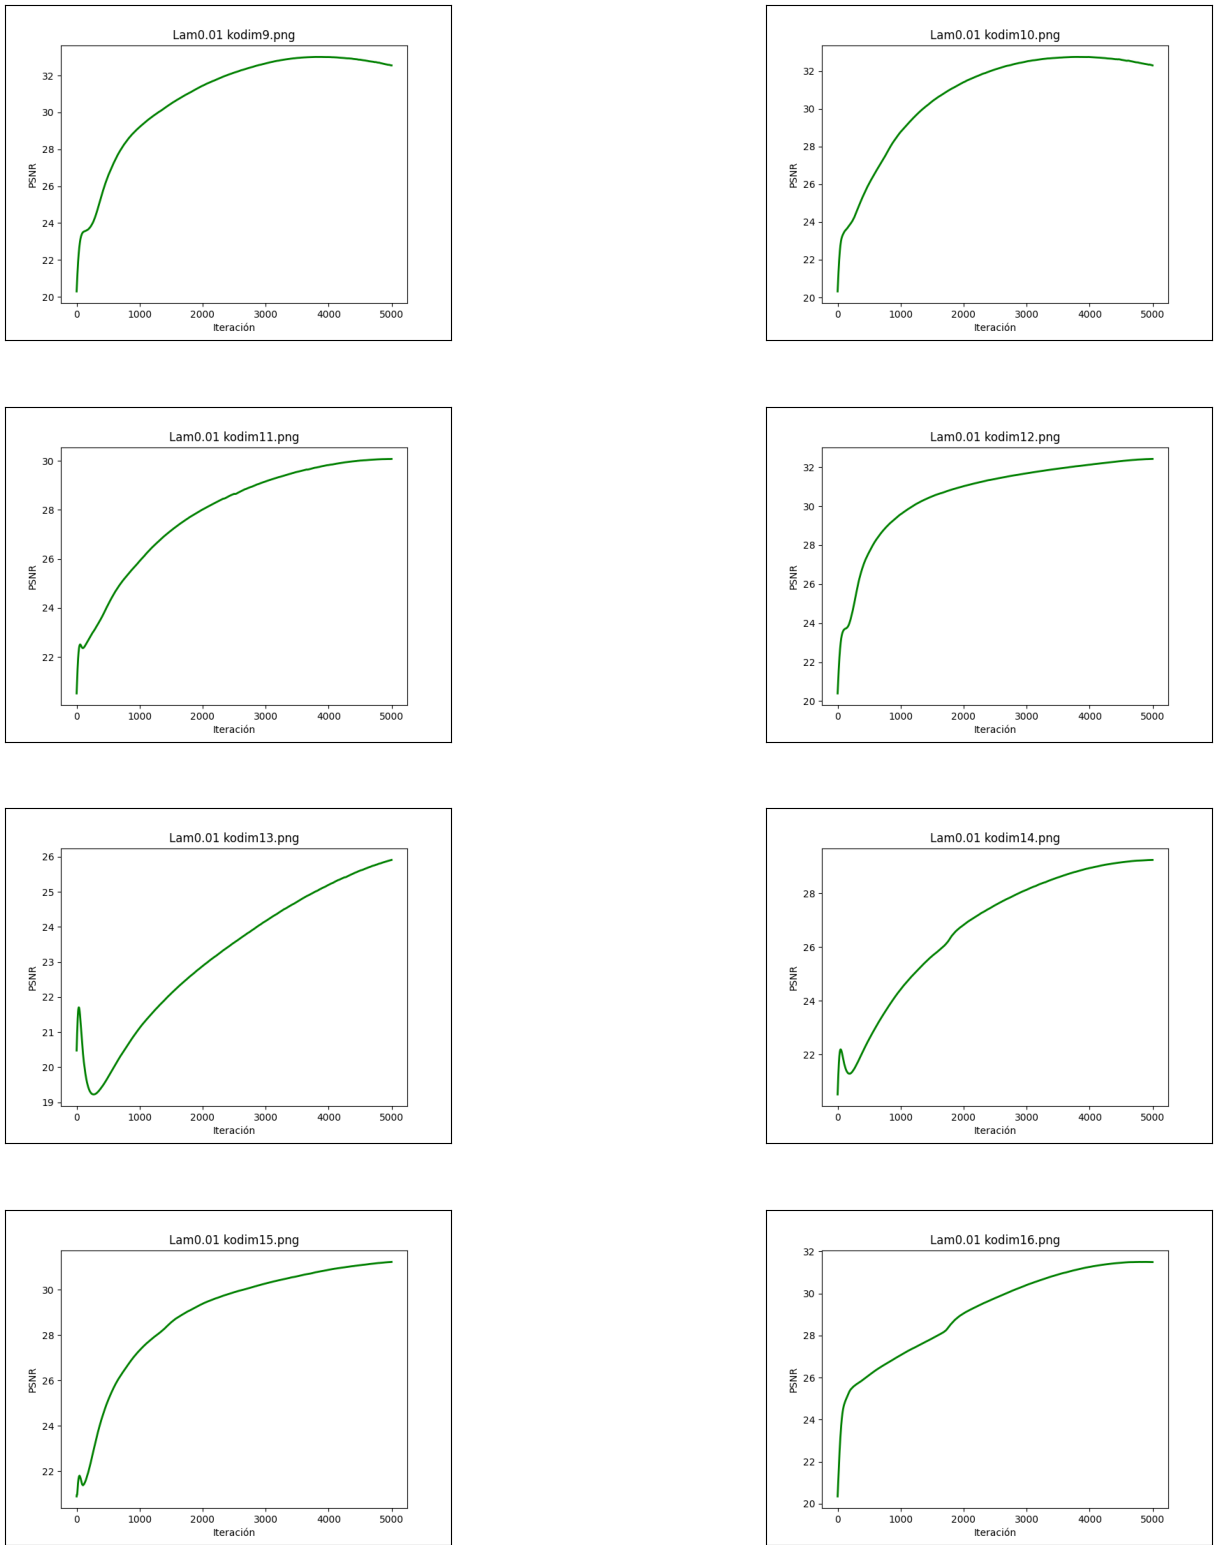 Lam0.01 kodim9.png
PSNR
32
30
28
26
24
22
20
0 1000 2000 3000 4000 5000
Iteración
Lam0.01 kodim10.png
PSNR
32
30
28
26
24
22
20
0 1000 2000 3000 4000 5000
Iteración
Lam0.01 kodim11.png
PSNR
30
28
26
24
22
0 1000 2000 3000 4000 5000
Iteración
Lam0.01 kodim12.png
PSNR
32
30
28
26
24
22
20
0 1000 2000 3000 4000 5000
Iteración
Lam0.01 kodim13.png
PSNR
26
25
24
23
22
21
20
19
0 1000 2000 3000 4000 5000
Iteración
Lam0.01 kodim14.png
PSNR
28
26
24
22
0 1000 2000 3000 4000 5000
Iteración
Lam0.01 kodim15.png
PSNR
30
28
26
24
22
0 1000 2000 3000 4000 5000
Iteración
Lam0.01 kodim16.png
PSNR
32
30
28
26
24
22
20
0 1000 2000 3000 4000 5000
Iteración